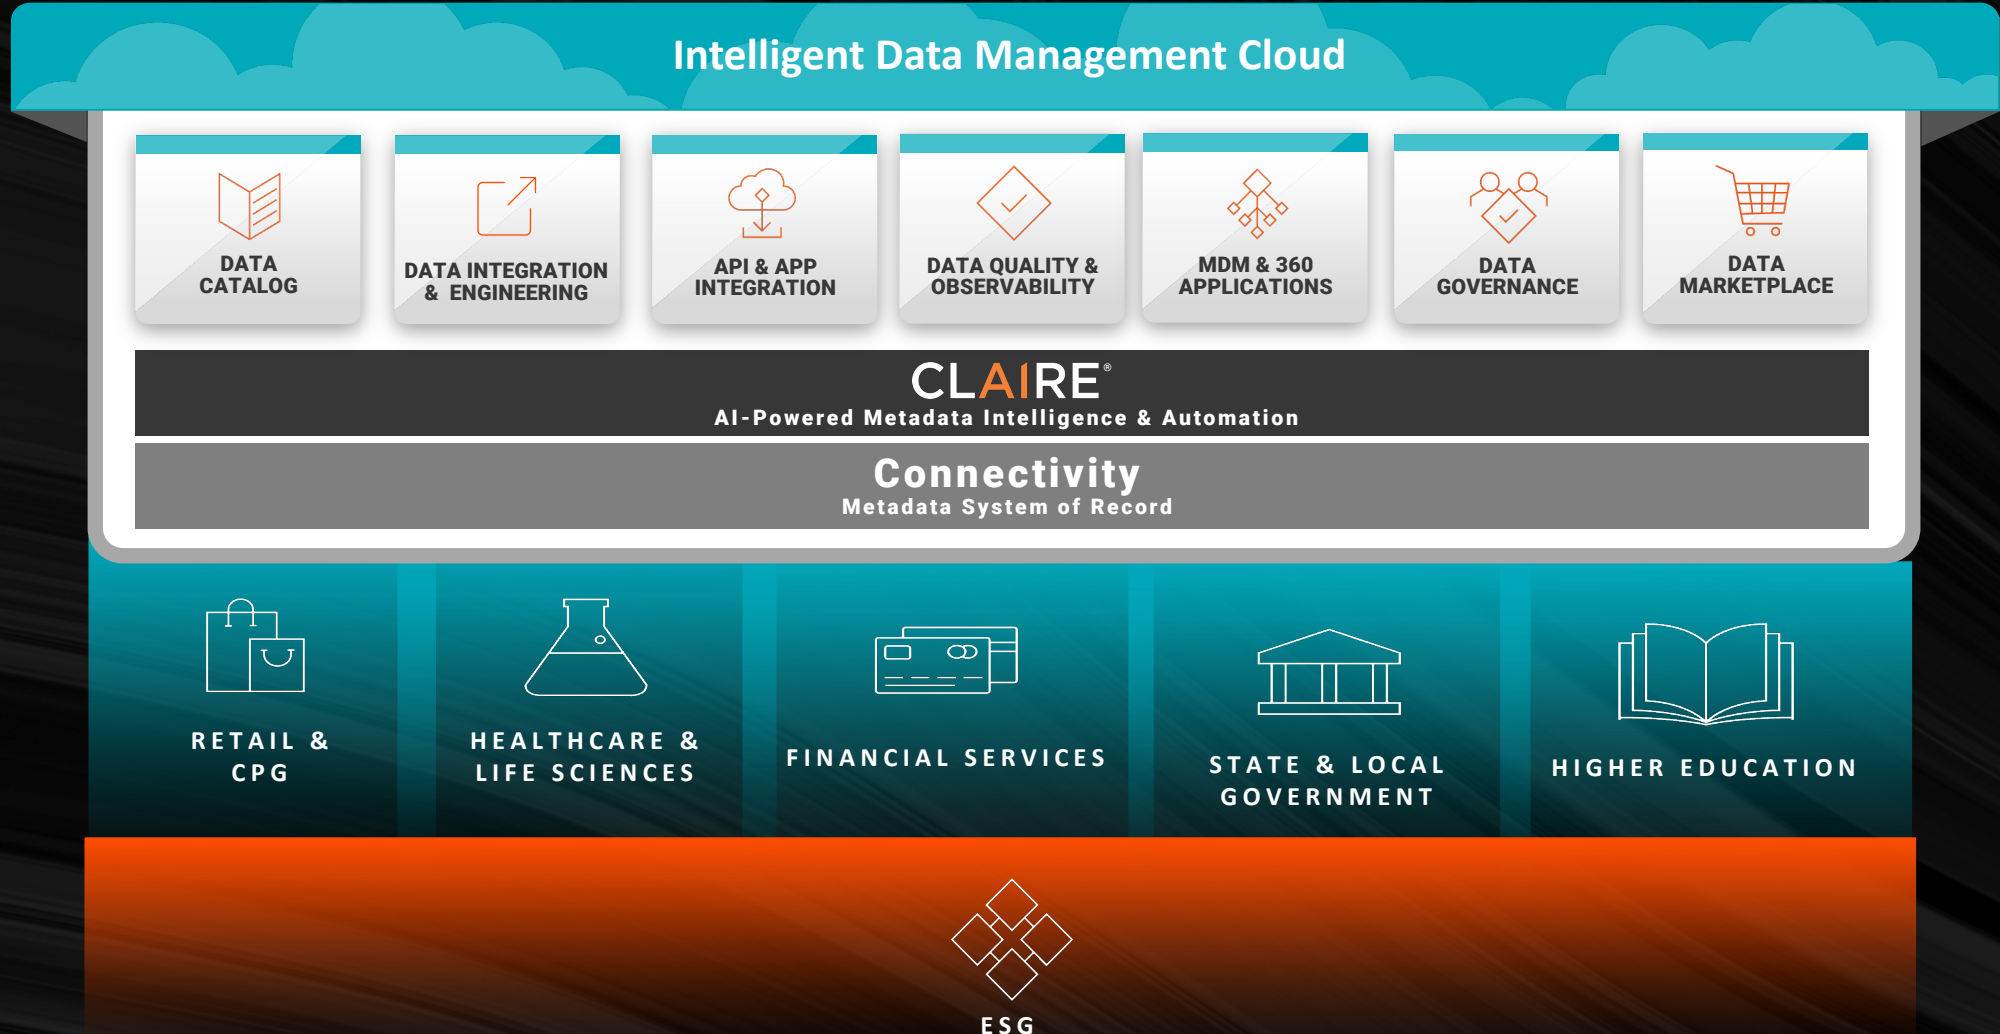 Intelligent Data Management Cloud
DATA
CATALOG
DATA INTEGRATION
& ENGINEERING
API & APP
INTEGRATION
DATA QUALITY &
OBSERVABILITY
MDM & 360
APPLICATIONS
DATA
GOVERNANCE
DATA
MARKETPLACE
CLAIRE®
AI-Powered Metadata Intelligence & Automation
Connectivity
Metadata System of Record
RETAIL &
CPG
HEALTHCARE &
LIFE SCIENCES
FINANCIAL SERVICES
STATE & LOCAL
GOVERNMENT
HIGHER EDUCATION
ESG